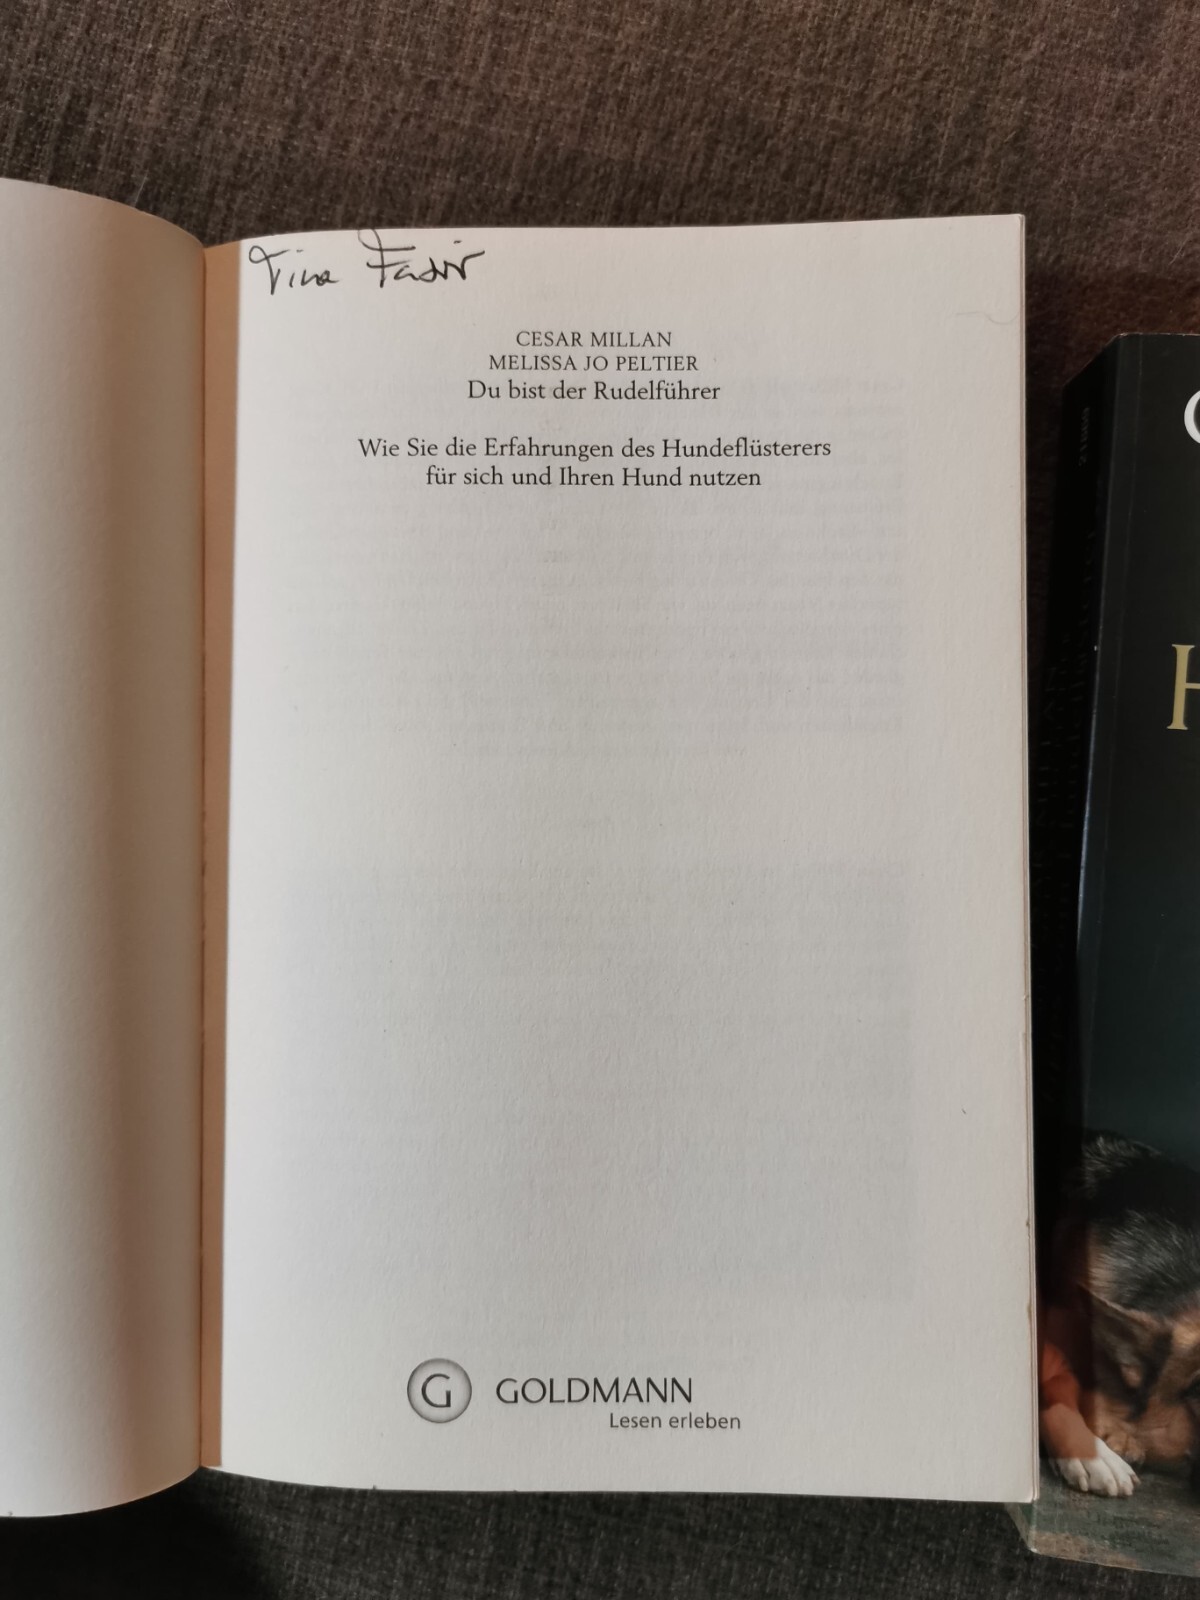 Tina
CESAR MILLAN
MELISSA JO PELTIER
Du bist der Rudelführer
Wie Sie die Erfahrungen des Hundeflüsterers
für sich und Ihren Hund nutzen
G GOLDMANN
Lesen erleben